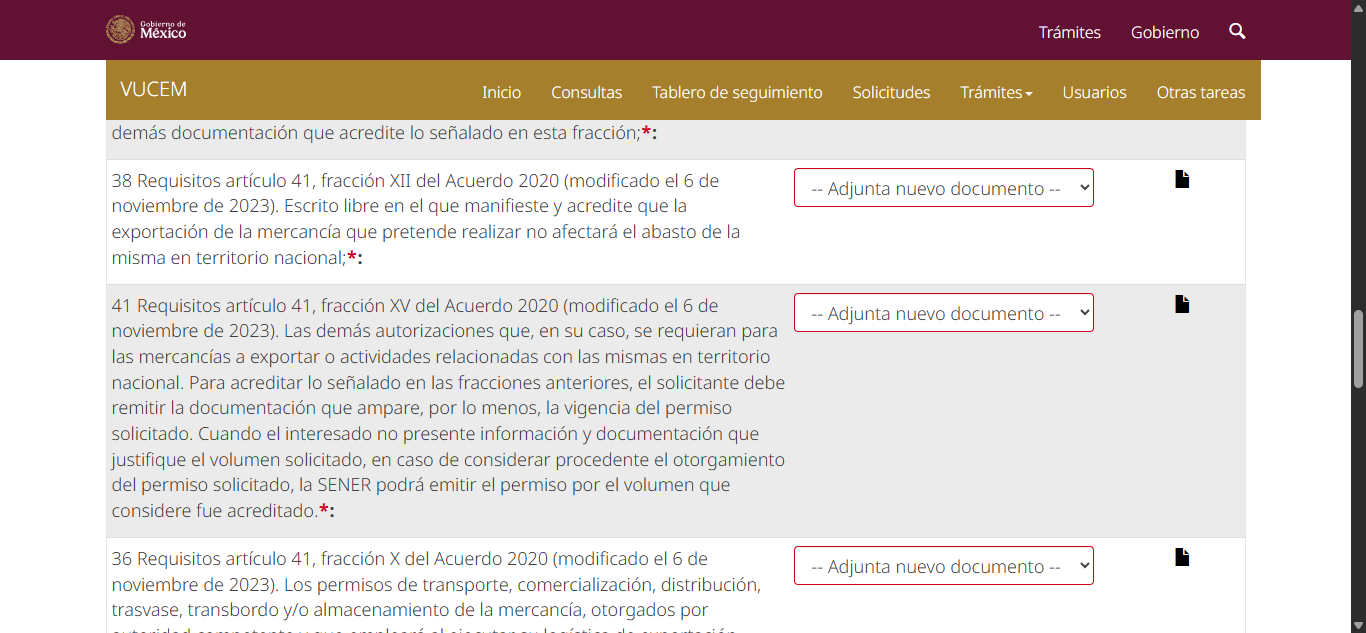 Gobierno de
México
Trámites Gobierno
VUCEM Inicio Consultas Tablero de seguimiento Solicitudes Trámites Usuarios Otras tareas
demás documentación que acredite lo señalado en esta fracción;*:
38 Requisitos artículo 41, fracción XII del Acuerdo 2020 (modificado el 6 de
noviembre de 2023). Escrito libre en el que manifieste y acredite que la
exportación de la mercancía que pretende realizar no afectará el abasto de la
misma en territorio nacional;*:
-- Adjunta nuevo documento --
41 Requisitos artículo 41, fracción XV del Acuerdo 2020 (modificado el 6 de
noviembre de 2023). Las demás autorizaciones que, en su caso, se requieran para
las mercancías a exportar o actividades relacionadas con las mismas en territorio
nacional. Para acreditar lo señalado en las fracciones anteriores, el solicitante debe
remitir la documentación que ampare, por lo menos, la vigencia del permiso
solicitado. Cuando el interesado no presente información y documentación que
justifique el volumen solicitado, en caso de considerar procedente el otorgamiento
del permiso solicitado, la SENER podrá emitir el permiso por el volumen que
considere fue acreditado.*:
-- Adjunta nuevo documento --
36 Requisitos artículo 41, fracción X del Acuerdo 2020 (modificado el 6 de
noviembre de 2023). Los permisos de transporte, comercialización, distribución,
trasvase, transbordo y/o almacenamiento de la mercancía, otorgados por
autoridad competente y que empleará al ejecutar su logística de exportación
-- Adjunta nuevo documento --